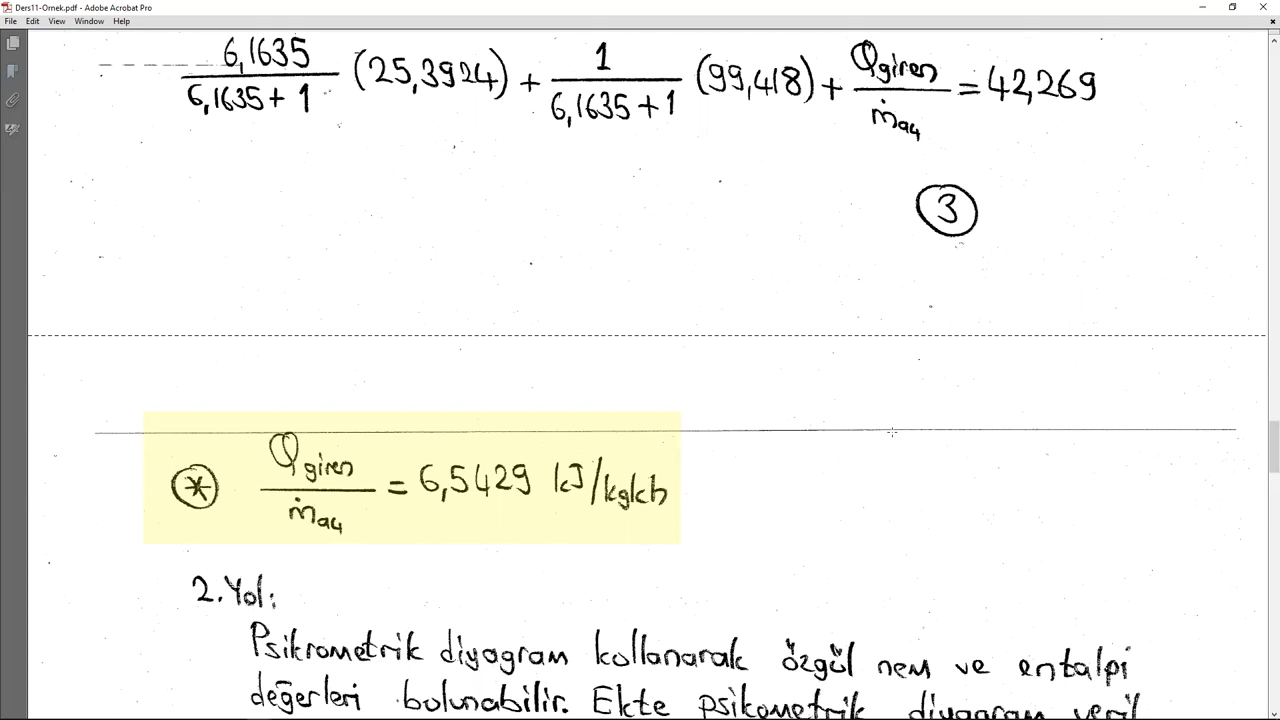 Ders11-Ornek.pdf - Adobe Acrobat Pro
File Edit View Window Help
6,1635/(6,1635+1) (25,3924) + 1/(6,1635+1) (99,418) + Qgiren/ṁa4 = 42,269
3
* Qgiren/ṁa4 = 6,5429 kJ/kgkh
2. Yol:
Psikrometrik diyagram kullanarak özgül nem ve entalpi
değerleri bulunabilir. Ekte psikometrik diyagram veril